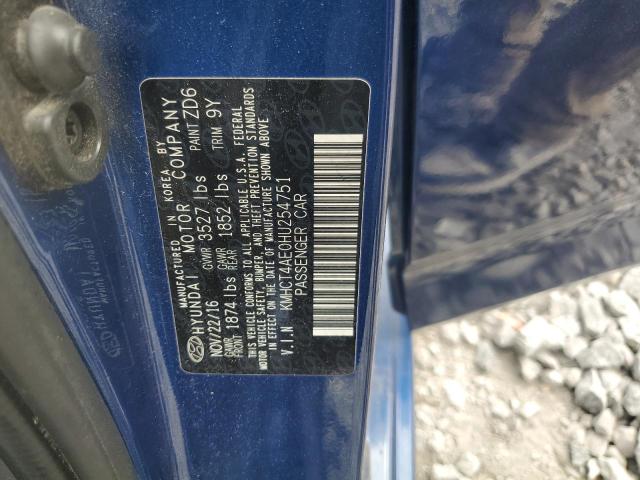 MANUFACTURED IN KOREA BY
HYUNDAI MOTOR COMPANY
NOV/22/16 GVWR 3527 lbs PAINT ZD6
GAWR FRONT 1874 lbs GAWR REAR 1852 lbs TRIM 9Y
THIS VEHICLE CONFORMS TO ALL APPLICABLE U.S.A. FEDERAL
MOTOR VEHICLE SAFETY, BUMPER, AND THEFT PREVENTION STANDARDS
IN EFFECT ON THE DATE OF MANUFACTURE SHOWN ABOVE
V.I.N KMHCT4AE0HU254751
PASSENGER CAR